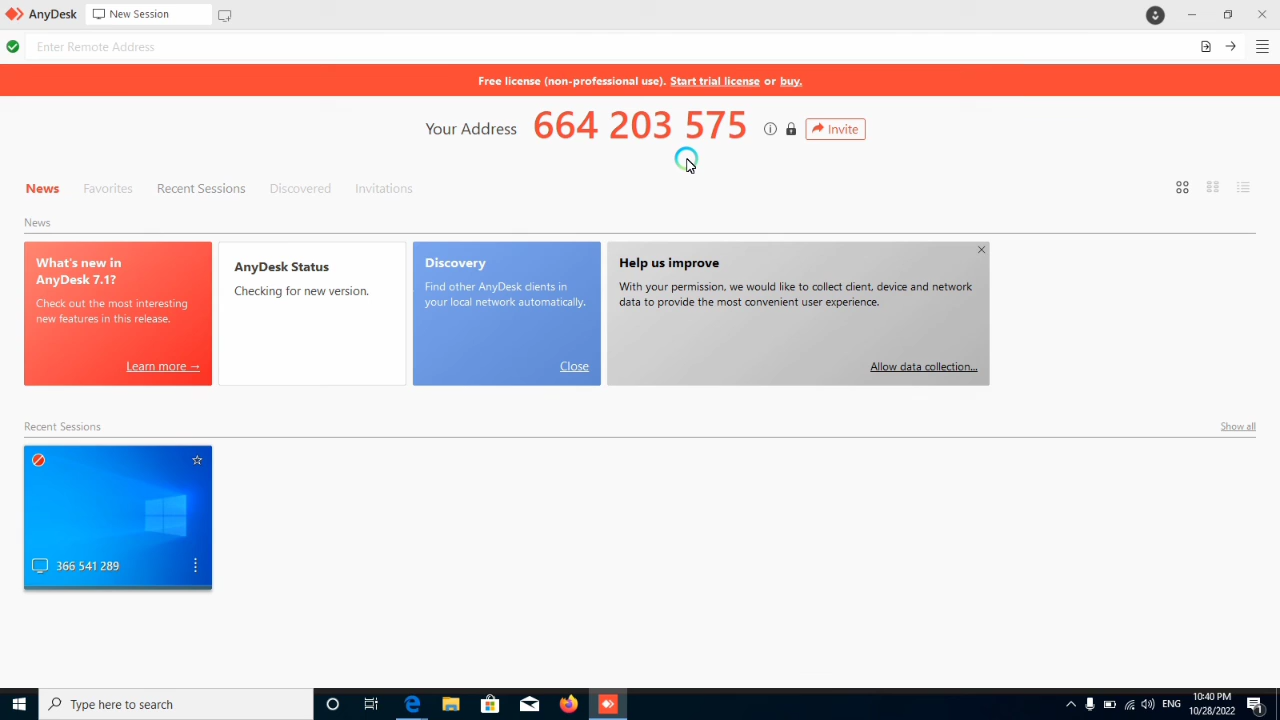 AnyDesk
New Session
Enter Remote Address
Free license (non-professional use). Start trial license or buy.
Your Address 664 203 575 Invite
News Favorites Recent Sessions Discovered Invitations
News
What's new in
AnyDesk 7.1?
Check out the most interesting
new features in this release.
Learn more →
AnyDesk Status
Checking for new version.
Discovery
Find other AnyDesk clients in
your local network automatically.
Close
Help us improve
With your permission, we would like to collect client, device and network
data to provide the most convenient user experience.
Allow data collection...
Recent Sessions
Show all
366 541 289
Type here to search
ENG
10:40 PM
10/28/2022
1